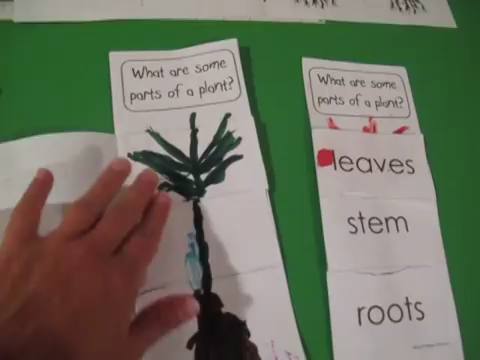 What are some
parts of a plant?
What are some
parts of a plant?
leaves
stem
roots